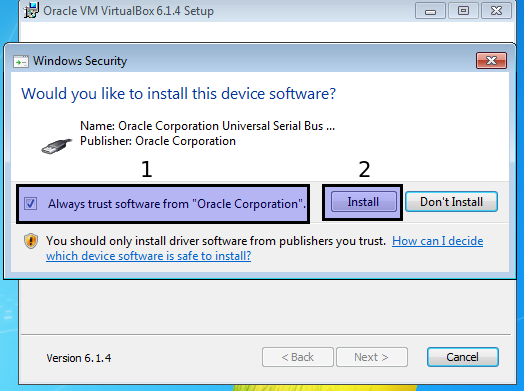 Oracle VM VirtualBox 6.1.4 Setup
Windows Security
Would you like to install this device software?
Name: Oracle Corporation Universal Serial Bus ...
Publisher: Oracle Corporation
1 2
Always trust software from "Oracle Corporation". Install Don't Install
You should only install driver software from publishers you trust. How can I decide
which device software is safe to install?
Version 6.1.4 < Back Next > Cancel